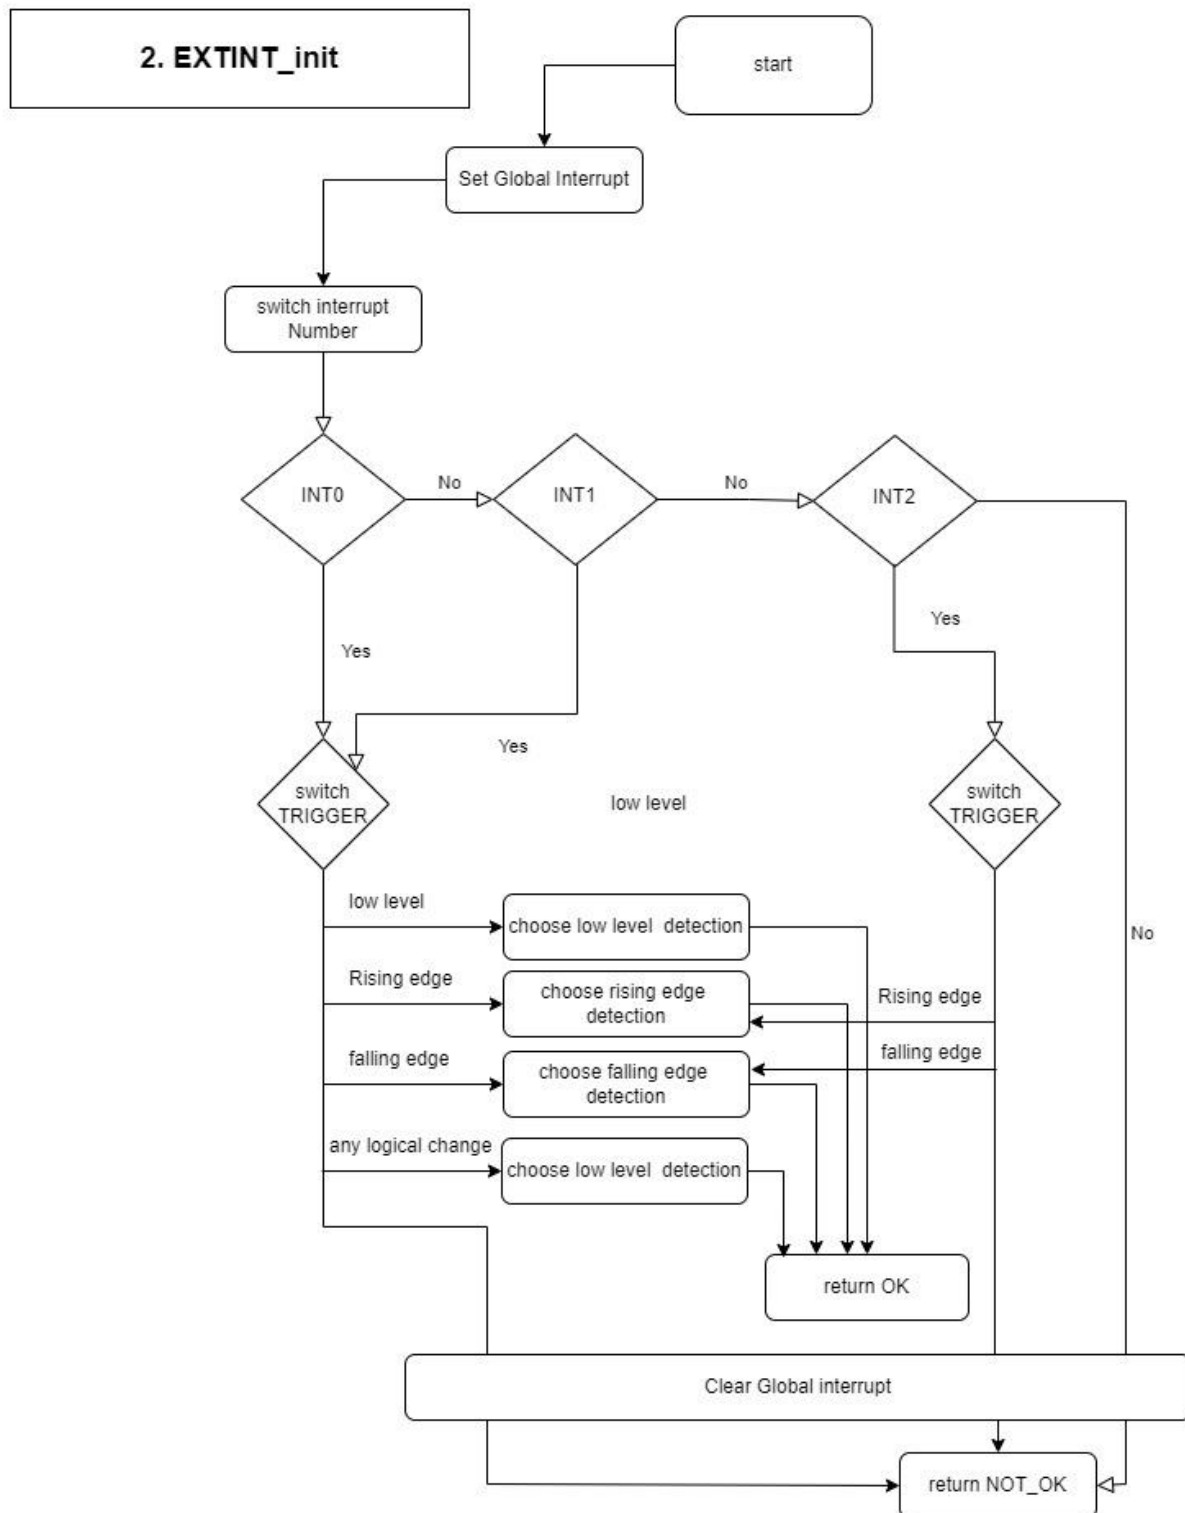 2. EXTINT_init
start
Set Global Interrupt
switch interrupt
Number
INT0
No
INT1
No
INT2
Yes
Yes
Yes
switch
TRIGGER
low level
switch
TRIGGER
low level
choose low level  detection
No
Rising edge
choose rising edge
detection
Rising edge
falling edge
choose falling edge
detection
falling edge
any logical change
choose low level  detection
return OK
Clear Global interrupt
return NOT_OK